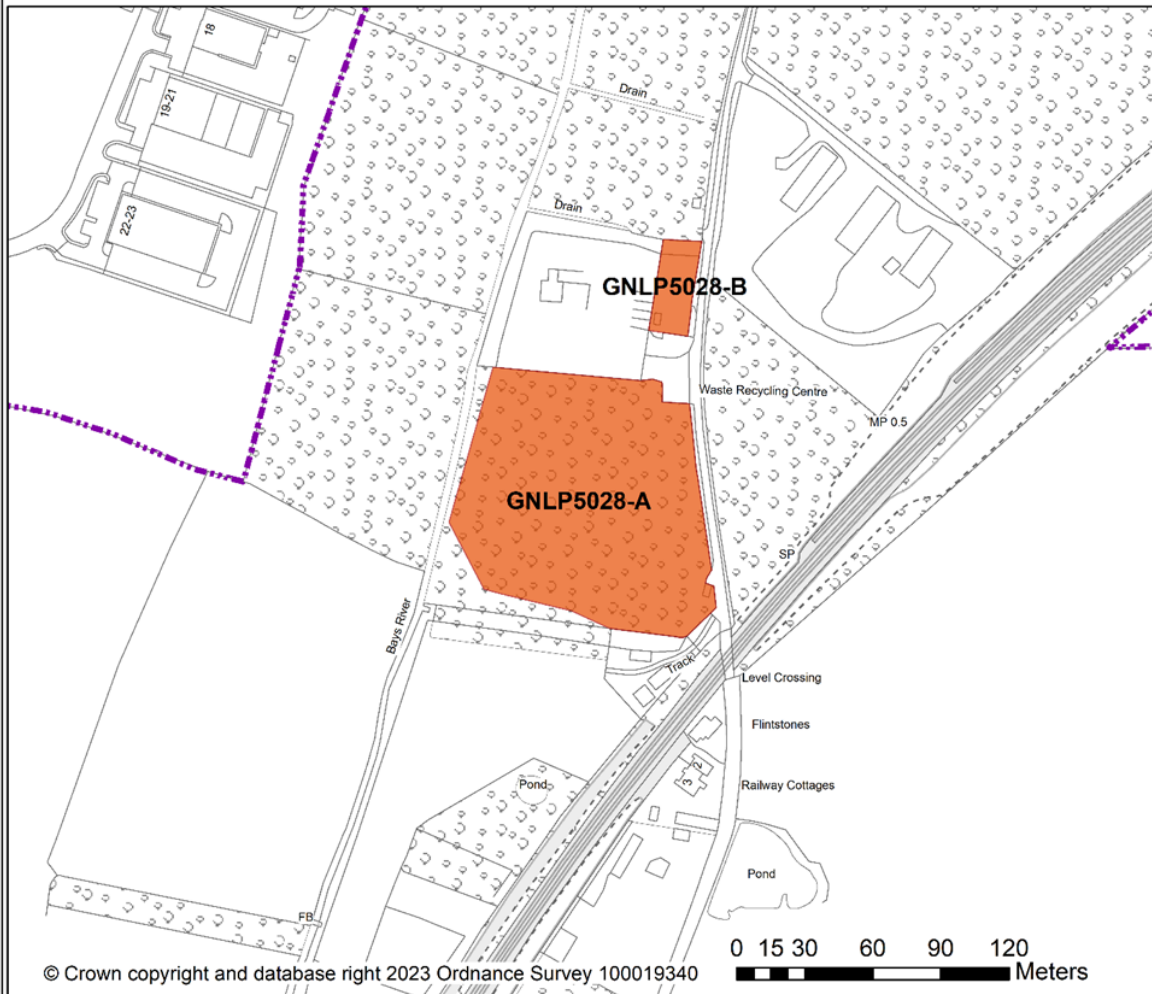 18
19-21
22-23
Drain
Drain
GNLP5028-B
Waste Recycling Centre
MP 0.5
GNLP5028-A
SP
Bays River
Track
Level Crossing
Flintstones
2
3
Railway Cottages
Pond
Pond
FB
0 15 30 60 90 120
Meters
© Crown copyright and database right 2023 Ordnance Survey 100019340